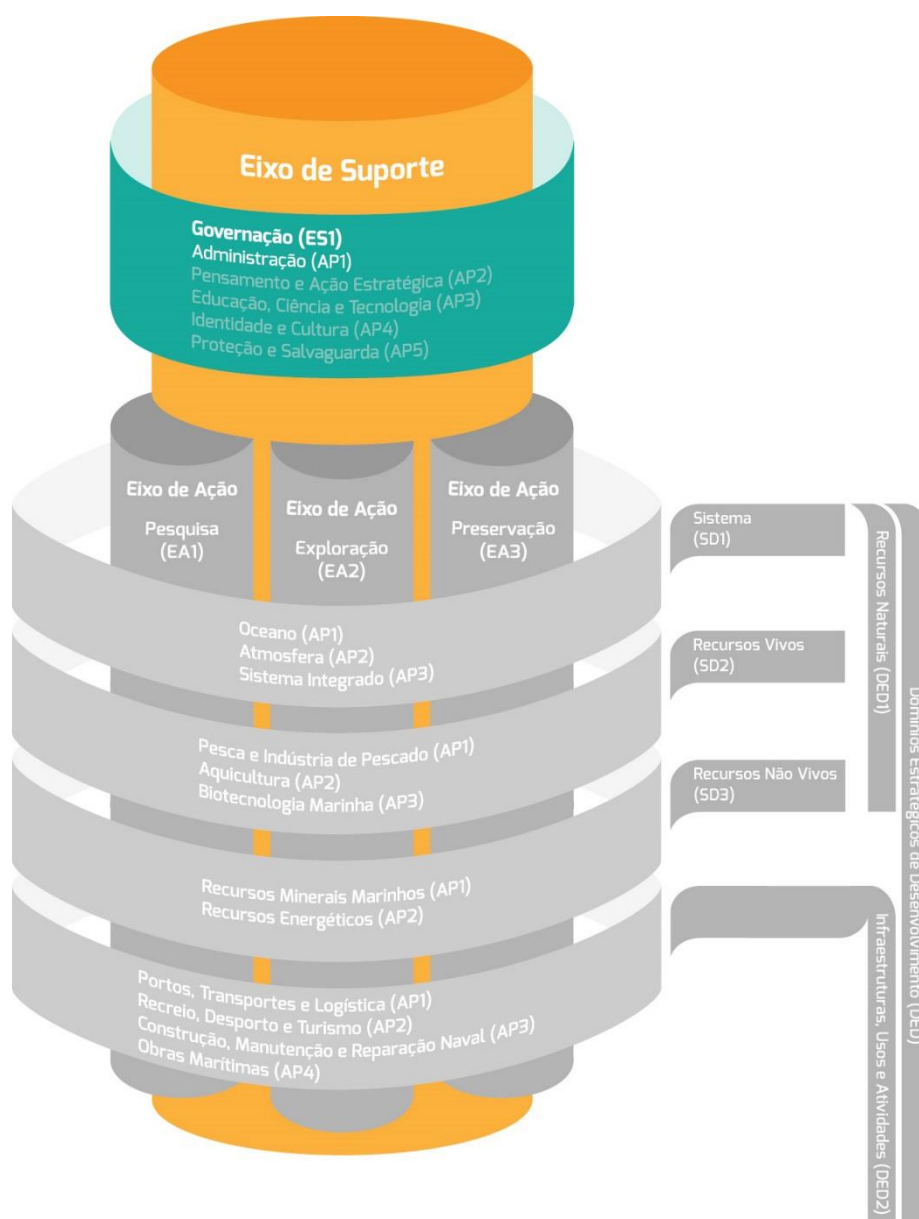 Eixo de Suporte
Governação (ES1)
Administração (AP1)
Pensamento e Ação Estratégica (AP2)
Educação, Ciência e Tecnologia (AP3)
Identidade e Cultura (AP4)
Proteção e Salvaguarda (AP5)
Eixo de Ação
Pesquisa
(EA1)
Eixo de Ação
Exploração
(EA2)
Eixo de Ação
Preservação
(EA3)
Oceano (AP1)
Atmosfera (AP2)
Sistema Integrado (AP3)
Pesca e Indústria de Pescado (AP1)
Aquicultura (AP2)
Biotecnologia Marinha (AP3)
Recursos Minerais Marinhos (AP1)
Recursos Energéticos (AP2)
Portos, Transportes e Logística (AP1)
Recreio, Desporto e Turismo (AP2)
Construção, Manutenção e Reparação Naval (AP3)
Obras Marítimas (AP4)
Sistema
(SD1)
Recursos Vivos
(SD2)
Recursos Não Vivos
(SD3)
Recursos Naturais (DED1)
Infraestruturas, Usos e Atividades (DED2)
Domínios Estratégicos de Desenvolvimento (DED)